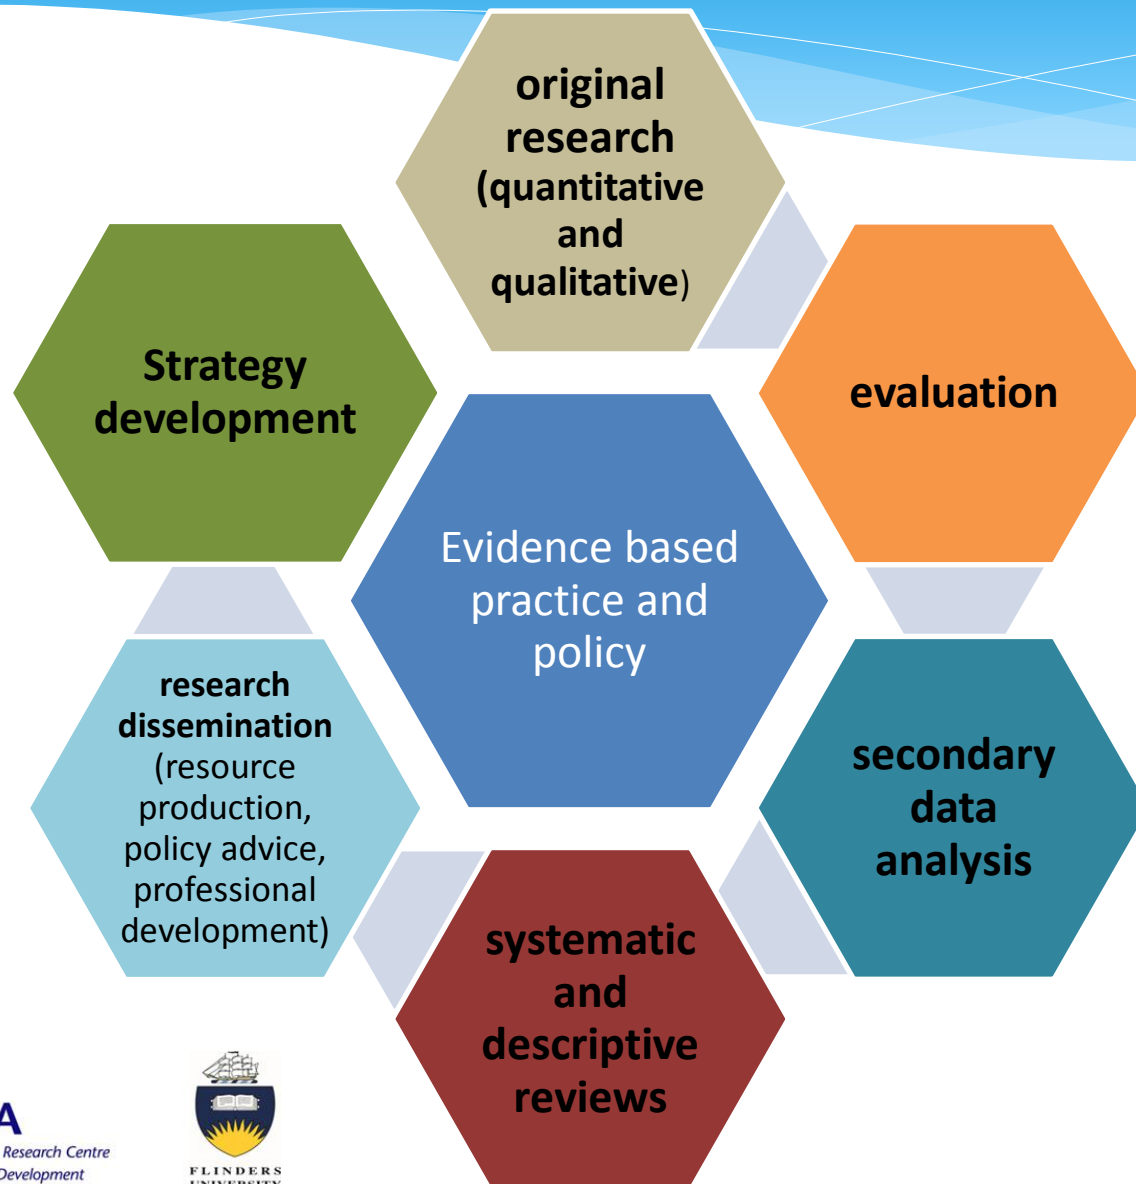 original
research
(quantitative
and
qualitative)
Strategy
development
evaluation
Evidence based
practice and
policy
research
dissemination
(resource
production,
policy advice,
professional
development)
secondary
data
analysis
systematic
and
descriptive
reviews
A
Research Centre
Development
FLINDERS
UNIVERSITY